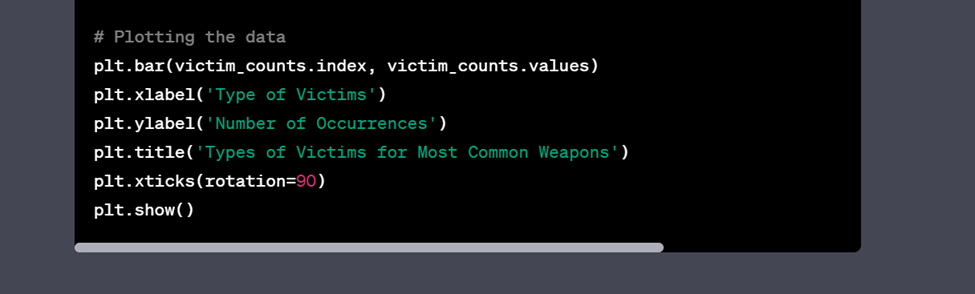 # Plotting the data
plt.bar(victim_counts.index, victim_counts.values)
plt.xlabel('Type of Victims')
plt.ylabel('Number of Occurrences')
plt.title('Types of Victims for Most Common Weapons')
plt.xticks(rotation=90)
plt.show()